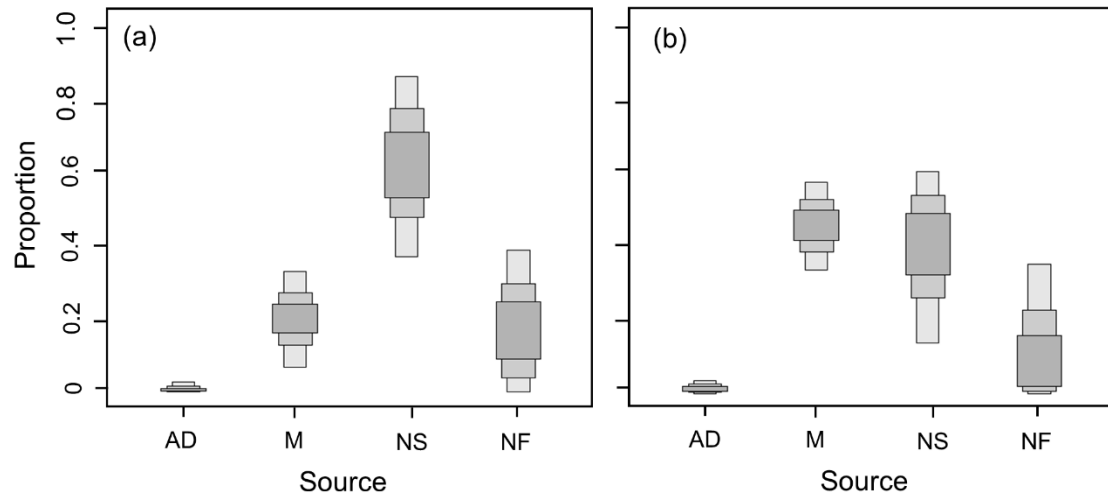 (a)
(b)
Proportion
1.0
0.8
0.6
0.4
0.2
0
AD M NS NF
AD M NS NF
Source
Source